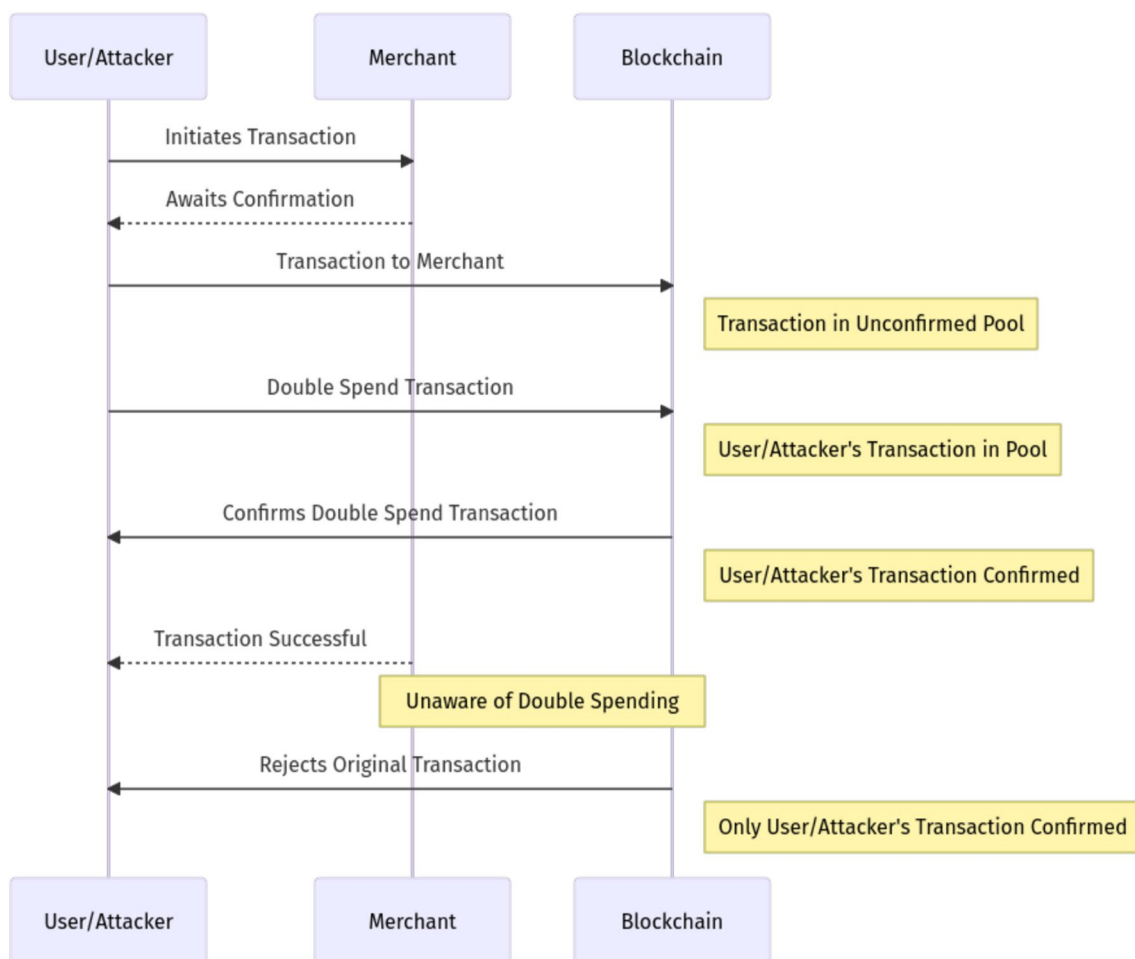 User/Attacker
Merchant
Blockchain
Initiates Transaction
Awaits Confirmation
Transaction to Merchant
Transaction in Unconfirmed Pool
Double Spend Transaction
User/Attacker's Transaction in Pool
Confirms Double Spend Transaction
User/Attacker's Transaction Confirmed
Transaction Successful
Unaware of Double Spending
Rejects Original Transaction
Only User/Attacker's Transaction Confirmed
User/Attacker
Merchant
Blockchain